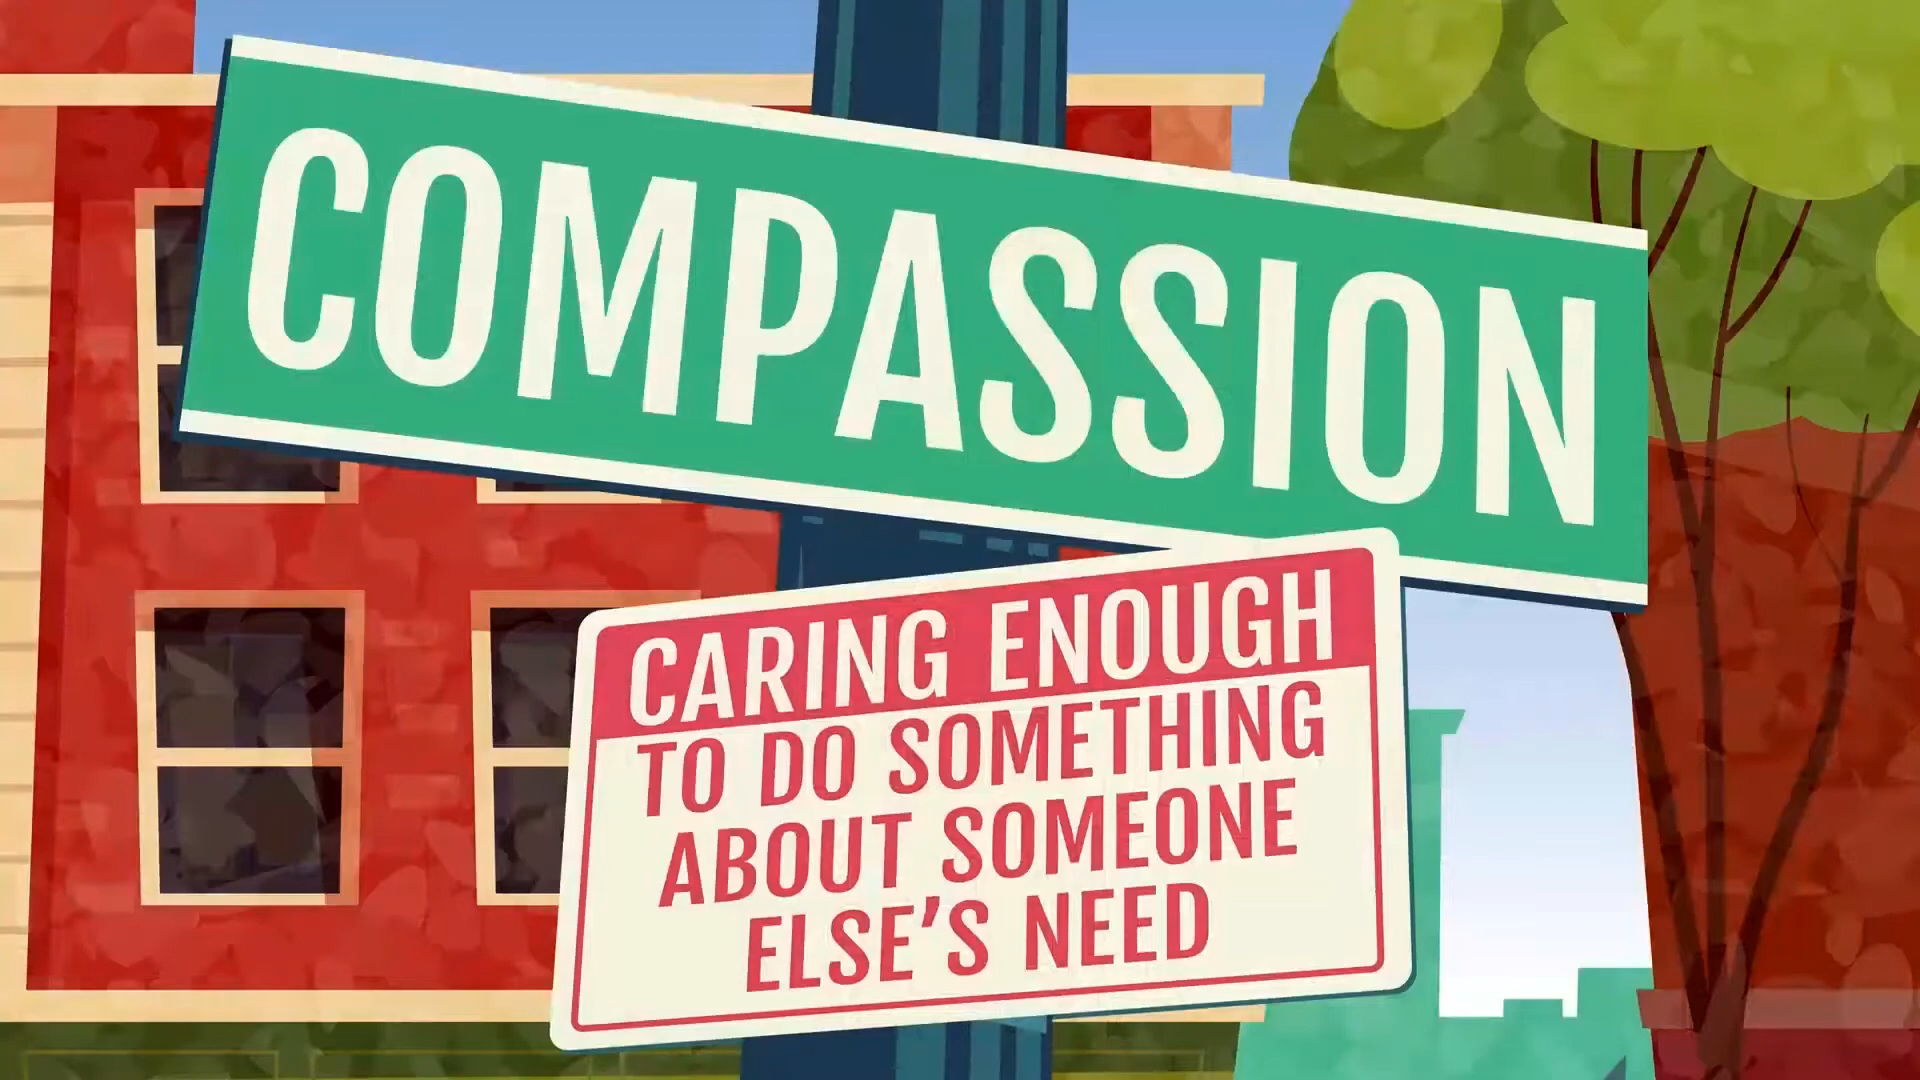 COMPASSION
CARING ENOUGH
TO DO SOMETHING
ABOUT SOMEONE
ELSE’S NEED